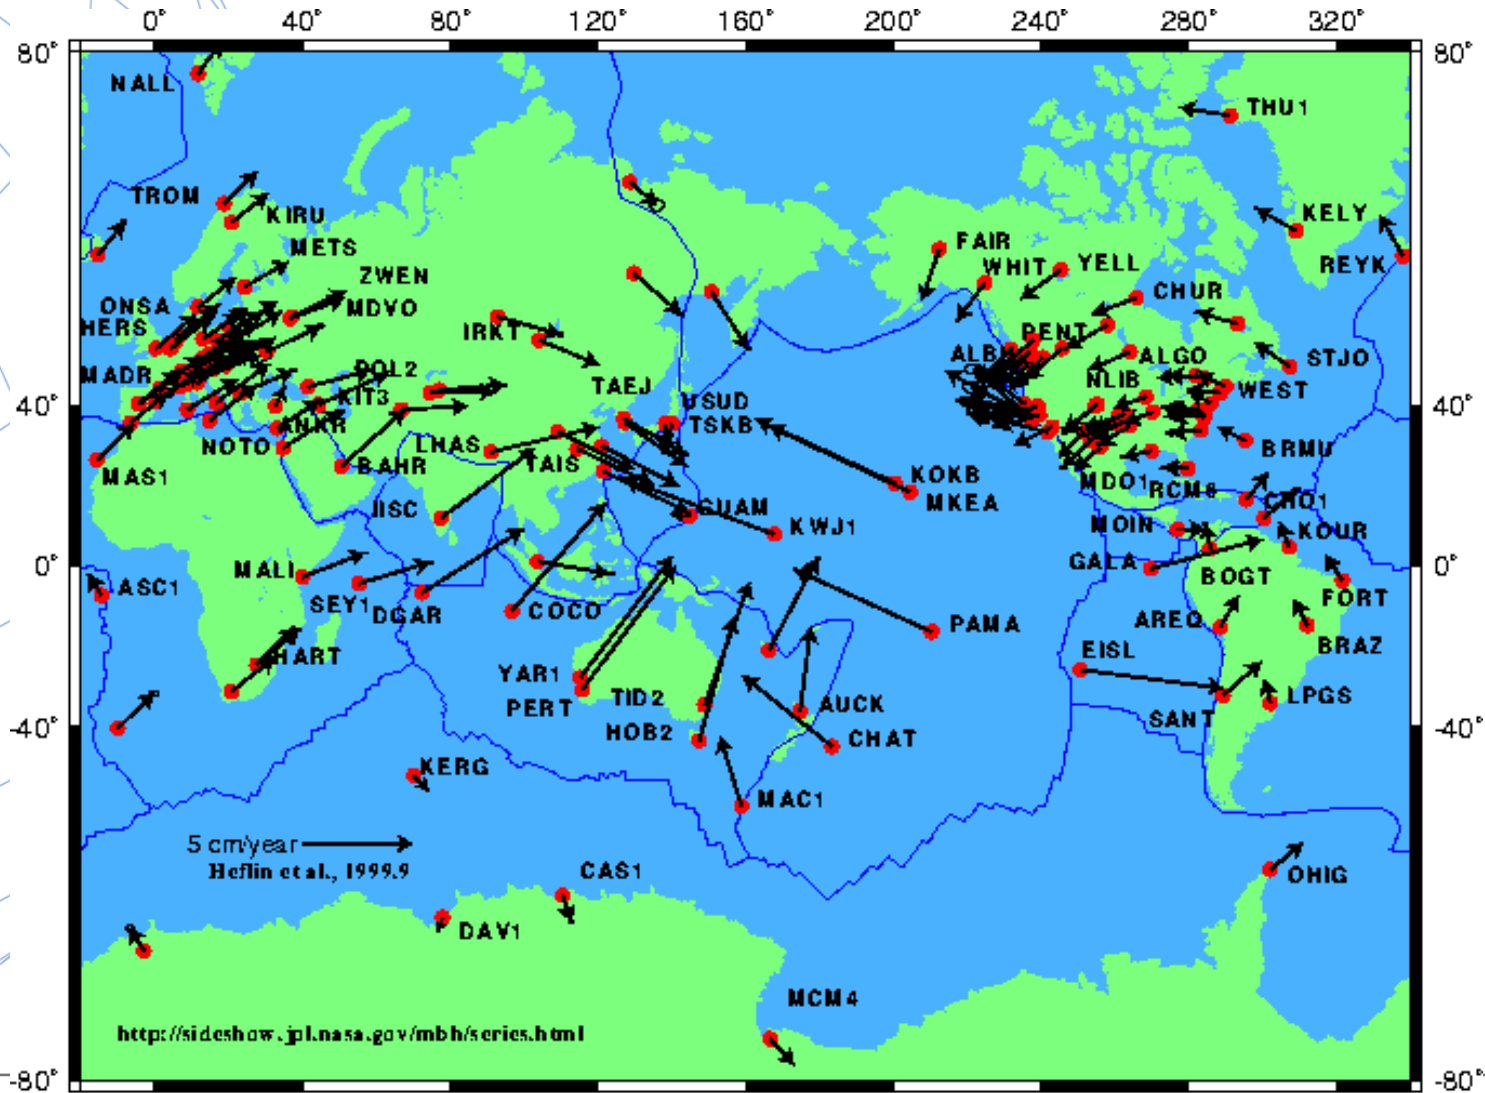 0° 40° 80° 120° 160° 200° 240° 280° 320°
80° 80°
NALL
THU1
TROM
KIRU
KELY
METS
FAIR
REYK
ZWEN
WHIT
YELL
ONSA
MDVO
CHUR
HERS
IRKT
PENT
ALBH
ALGO
STJO
MADR
POL2
TAEJ
NLIB
WEST
KIT3
USUD
40° 40°
ANKR
TSKB
NOTO
LHAS
BRMU
MAS1
BAHR
TAIS
KOKB
MDO1
RCM6
MKEA
CRO1
IISC
GUAM
KWJ1
MOIN
KOUR
GALA
0° 0°
MALI
BOGT
ASC1
SEY1
DGAR
COCO
PAMA
AREQ
FORT
HART
EISL
BRAZ
YAR1
TID2
PERT
AUCK
LPGS
SANT
HOB2
CHAT
-40° -40°
KERG
MAC1
5 cm/year
Heflin et al., 1999.9
CAS1
OHIG
DAV1
MCM4
http://sideshow.jpl.nasa.gov/mbh/series.html
-80° -80°